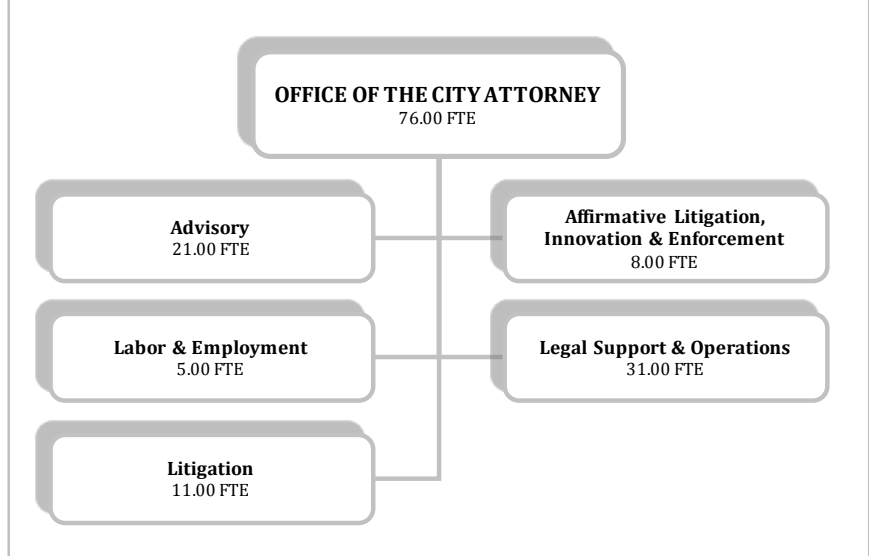 OFFICE OF THE CITY ATTORNEY
76.00 FTE
Advisory
21.00 FTE
Affirmative Litigation,
Innovation & Enforcement
8.00 FTE
Labor & Employment
5.00 FTE
Legal Support & Operations
31.00 FTE
Litigation
11.00 FTE